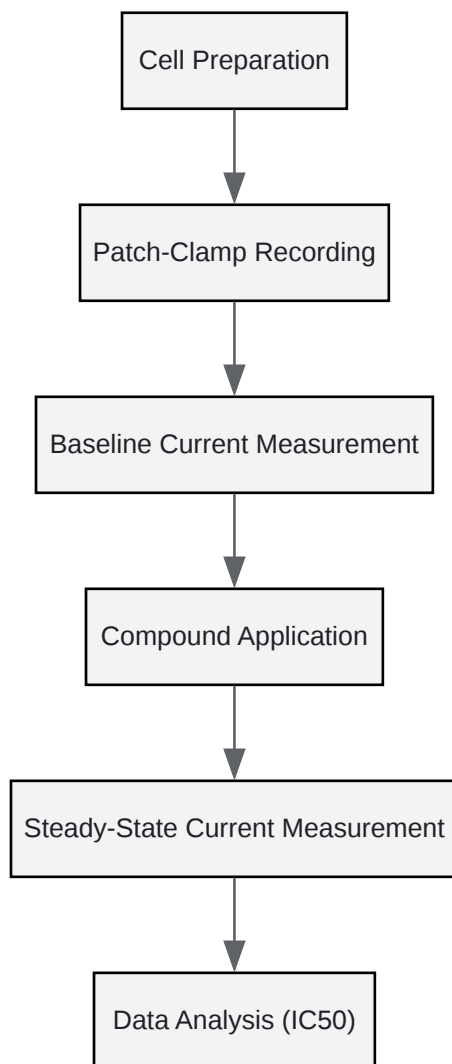 Cell Preparation
Patch-Clamp Recording
Baseline Current Measurement
Compound Application
Steady-State Current Measurement
Data Analysis (IC50)